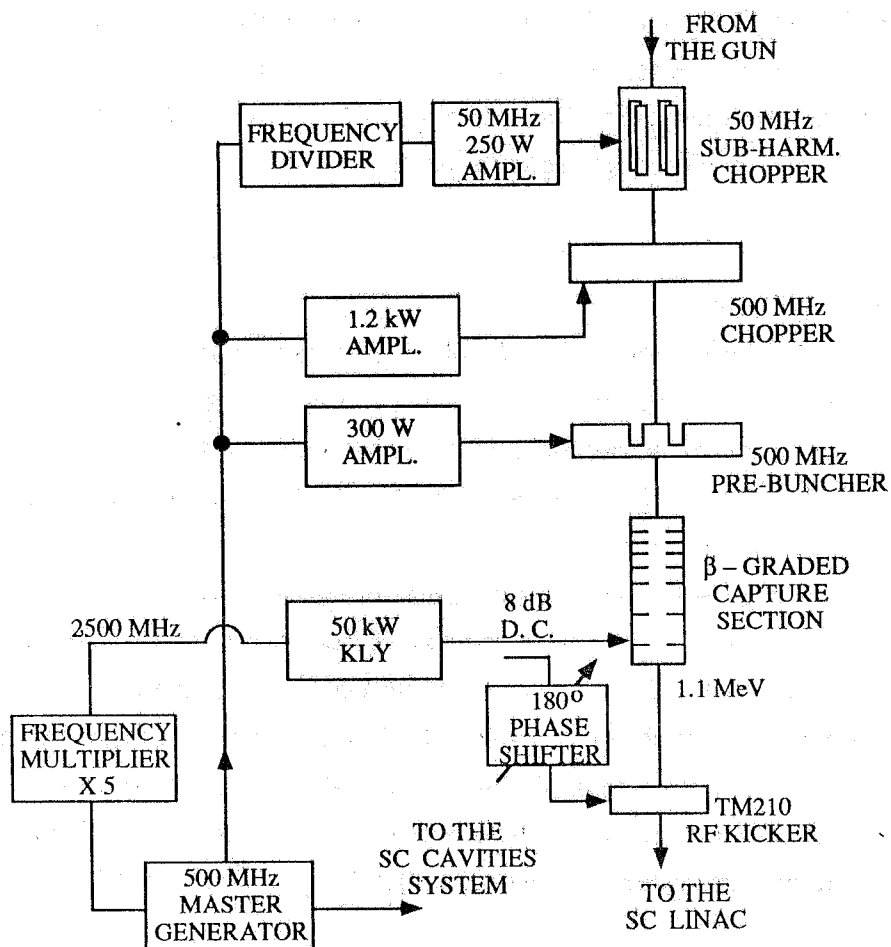 FROM
THE GUN
FREQUENCY
DIVIDER
50 MHz
250 W
AMPL.
50 MHz
SUB-HARM.
CHOPPER
1.2 kW
AMPL.
500 MHz
CHOPPER
300 W
AMPL.
500 MHz
PRE-BUNCHER
β – GRADED
CAPTURE
SECTION
2500 MHz
50 kW
KLY
8 dB
D. C.
1.1 MeV
180°
PHASE
SHIFTER
FREQUENCY
MULTIPLIER
X 5
TM210
RF KICKER
TO THE
SC CAVITIES
SYSTEM
500 MHz
MASTER
GENERATOR
TO THE
SC LINAC